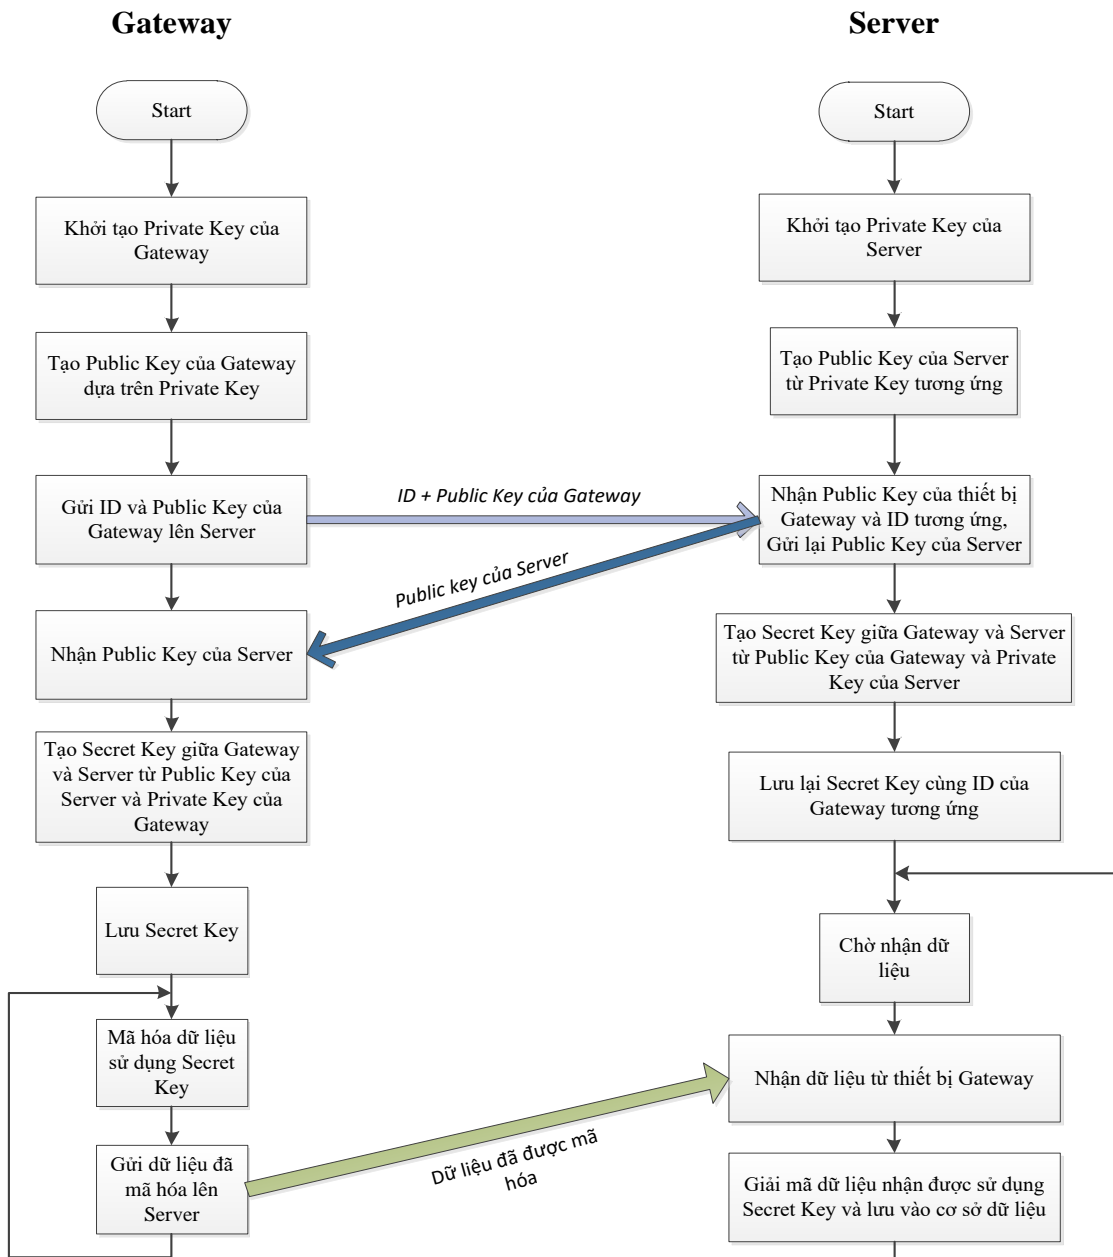 Gateway
Start
Khởi tạo Private Key của
Gateway
Tạo Public Key của Gateway
dựa trên Private Key
Gửi ID và Public Key của
Gateway lên Server
Nhận Public Key của Server
Tạo Secret Key giữa Gateway
và Server từ Public Key của
Server và Private Key của
Gateway
Lưu Secret Key
Mã hóa dữ liệu
sử dụng Secret
Key
Gửi dữ liệu đã
mã hóa lên
Server
ID + Public Key của Gateway
Public key của Server
Dữ liệu đã được mã
hóa
Server
Start
Khởi tạo Private Key của
Server
Tạo Public Key của Server
từ Private Key tương ứng
Nhận Public Key của thiết bị
Gateway và ID tương ứng,
Gửi lại Public Key của Server
Tạo Secret Key giữa Gateway và Server
từ Public Key của Gateway và Private
Key của Server
Lưu lại Secret Key cùng ID của
Gateway tương ứng
Chờ nhận dữ
liệu
Nhận dữ liệu từ thiết bị Gateway
Giải mã dữ liệu nhận được sử dụng
Secret Key và lưu vào cơ sở dữ liệu